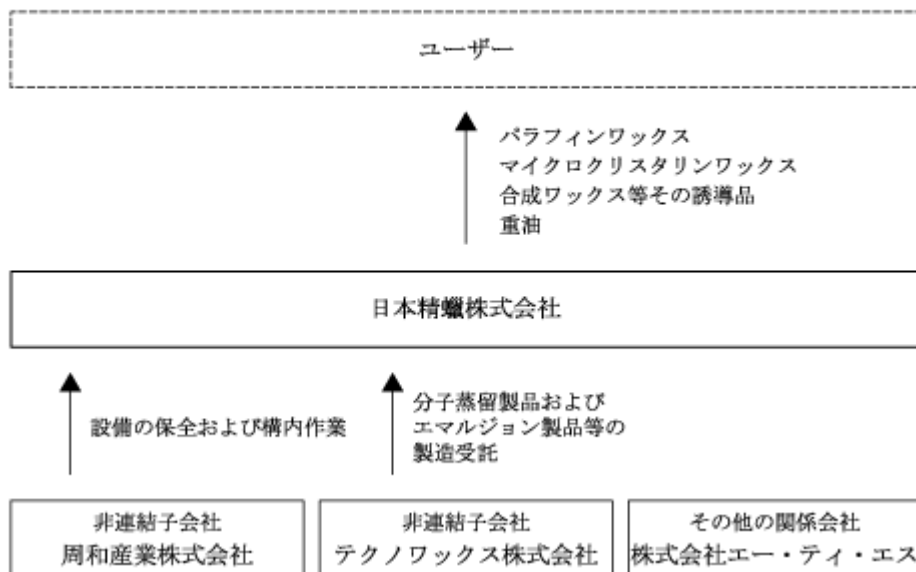 ユーザー
パラフィンワックス
マイクロクリスタリンワックス
合成ワックス等その誘導品
重油
日本精蠟株式会社
設備の保全および構内作業
分子蒸留製品および
エマルジョン製品等の
製造受託
非連結子会社
周和産業株式会社
非連結子会社
テクノワックス株式会社
その他の関係会社
株式会社エー・ティ・エス